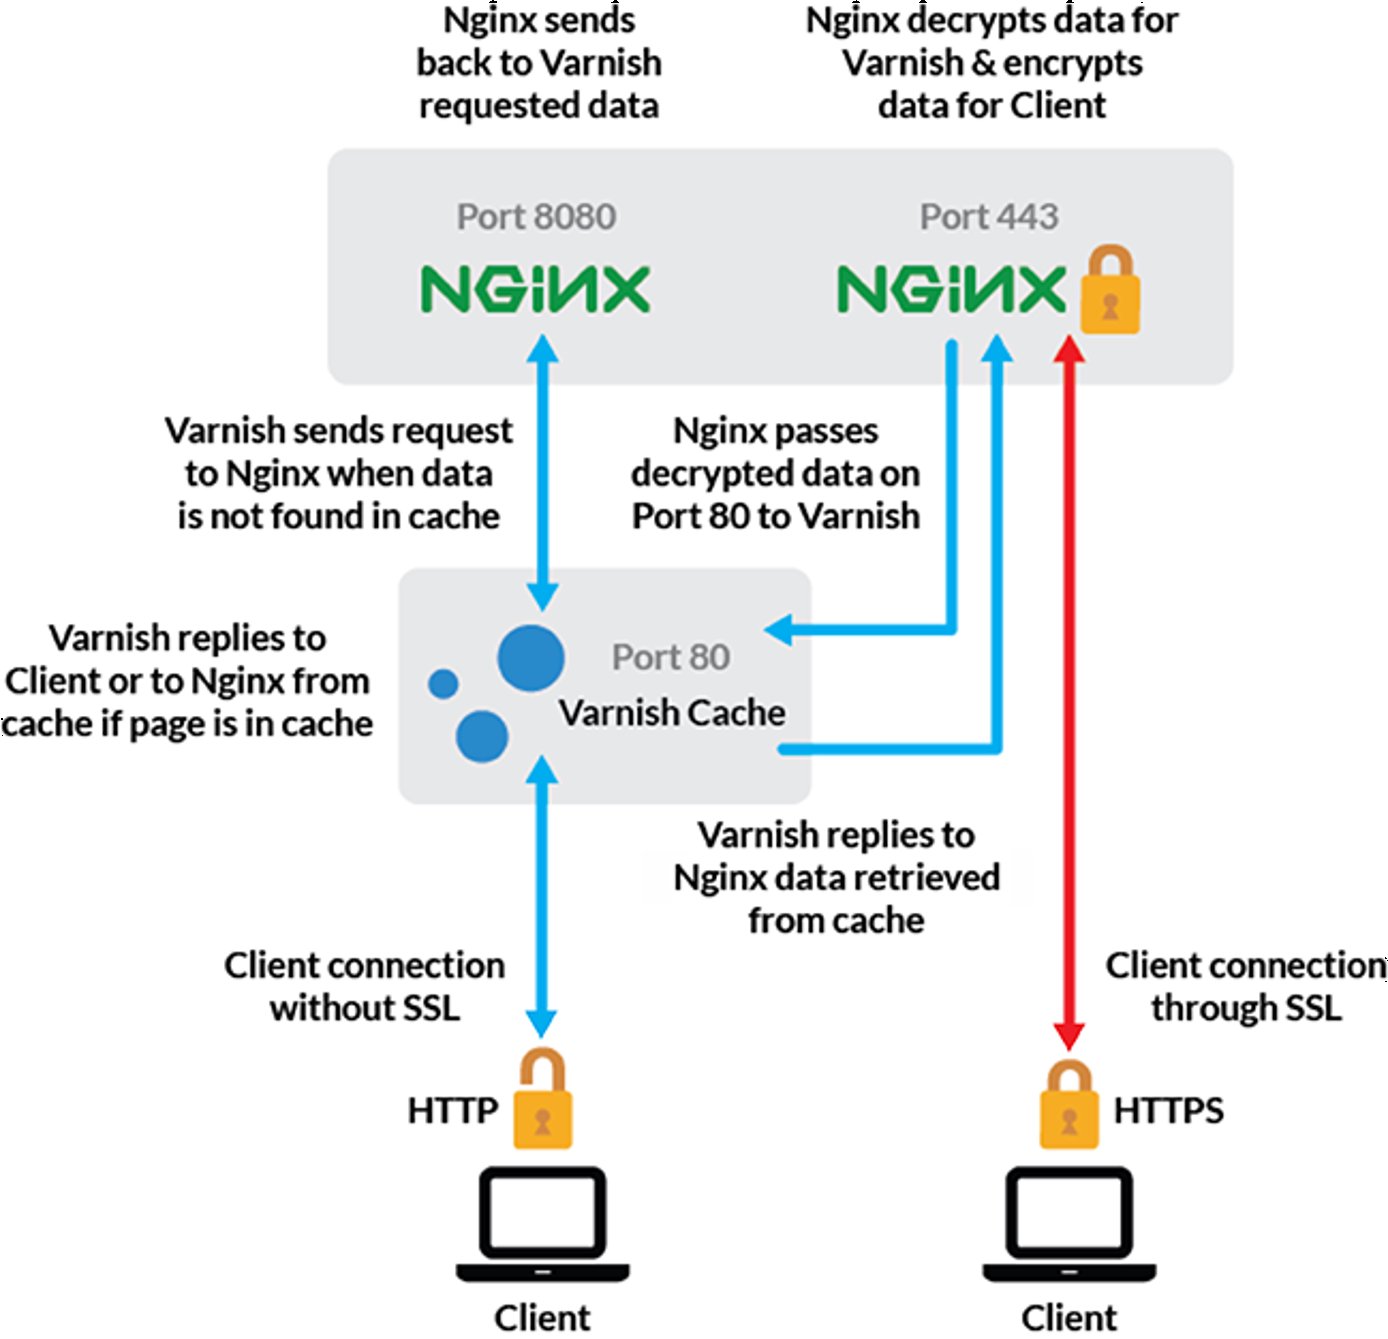 Nginx sends
back to Varnish
requested data
Nginx decrypts data for
Varnish & encrypts
data for Client
Port 8080
NGINX
Port 443
NGINX
Varnish sends request
to Nginx when data
is not found in cache
Nginx passes
decrypted data on
Port 80 to Varnish
Varnish replies to
Client or to Nginx from
cache if page is in cache
Port 80
Varnish Cache
Varnish replies to
Nginx data retrieved
from cache
Client connection
without SSL
Client connection
through SSL
HTTP
HTTPS
Client
Client